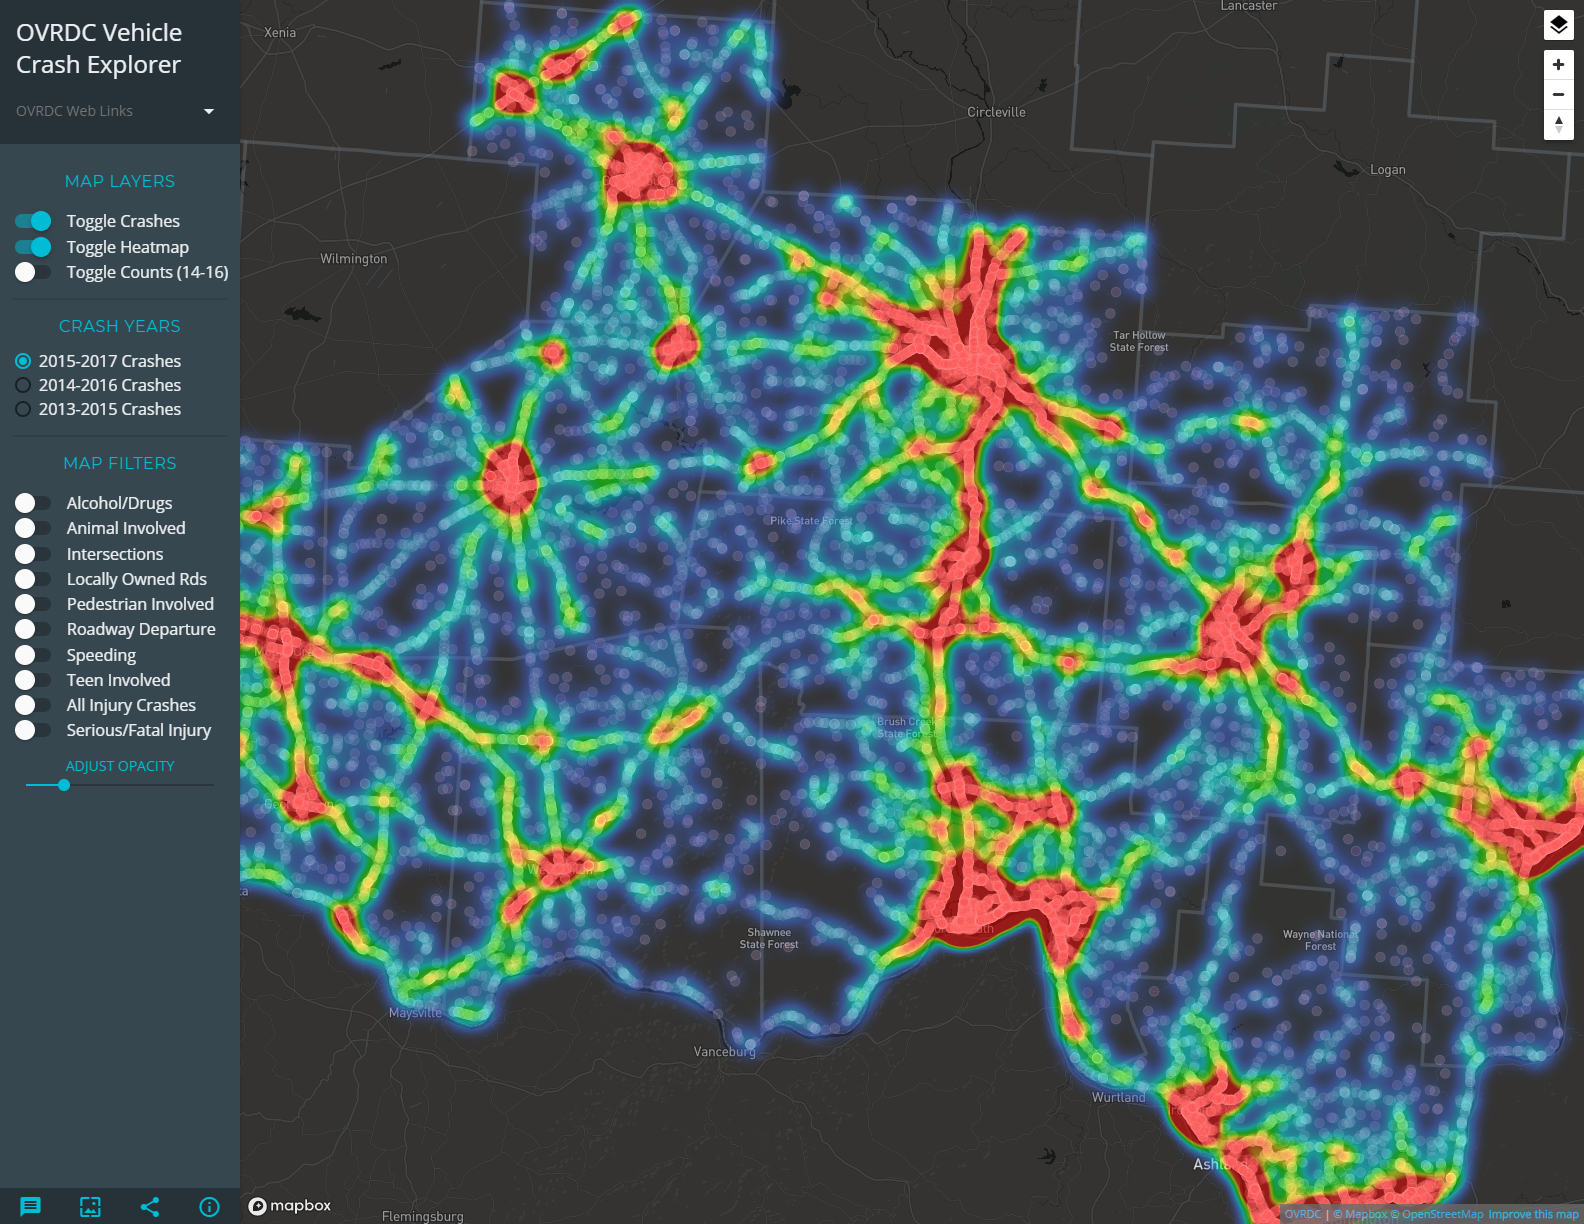 OVRDC Vehicle
Crash Explorer
OVRDC Web Links
MAP LAYERS
Toggle Crashes
Toggle Heatmap
Toggle Counts (14-16)
CRASH YEARS
2015-2017 Crashes
2014-2016 Crashes
2013-2015 Crashes
MAP FILTERS
Alcohol/Drugs
Animal Involved
Intersections
Locally Owned Rds
Pedestrian Involved
Roadway Departure
Speeding
Teen Involved
All Injury Crashes
Serious/Fatal Injury
ADJUST OPACITY
Xenia
Lancaster
Circleville
Logan
Wilmington
Tar Hollow
State Forest
Pike State Forest
Brush Creek
State Forest
Shawnee
State Forest
Wayne National
Forest
Maysville
Vanceburg
Wurtland
Flemingsburg
mapbox
OVRDC | © Mapbox © OpenStreetMap Improve this map